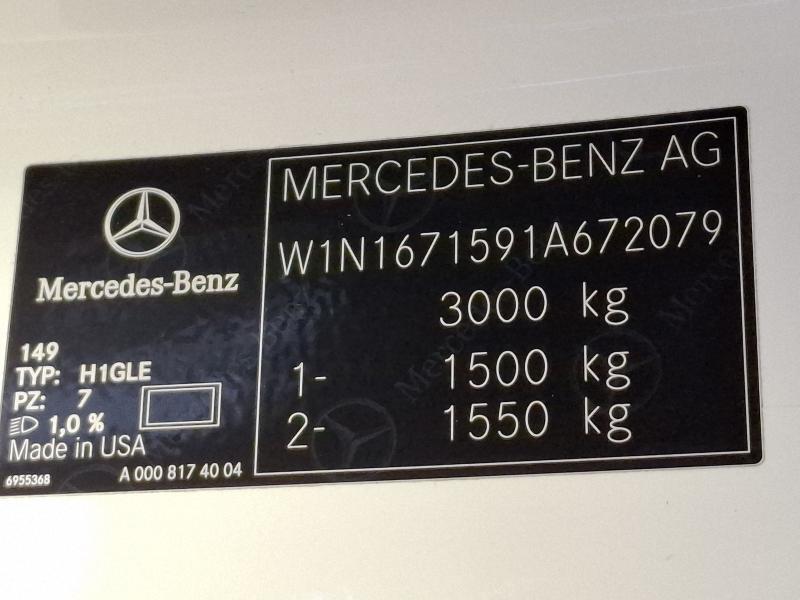 Mercedes-Benz
149
TYP: H1GLE
PZ: 7
1,0 %
Made in USA
6955368
A 000 817 40 04
MERCEDES-BENZ AG
W1N1671591A672079
3000 kg
1- 1500 kg
2- 1550 kg